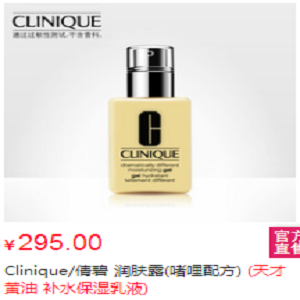 CLINIQUE
通过过敏性测试.不含香料.
CLINIQUE
dramatically different
moisturizing gel
gel hydratant
tellement différent
¥295.00
官方
直售
Clinique/倩碧 润肤露(啫喱配方) (天才
黄油 补水保湿乳液)